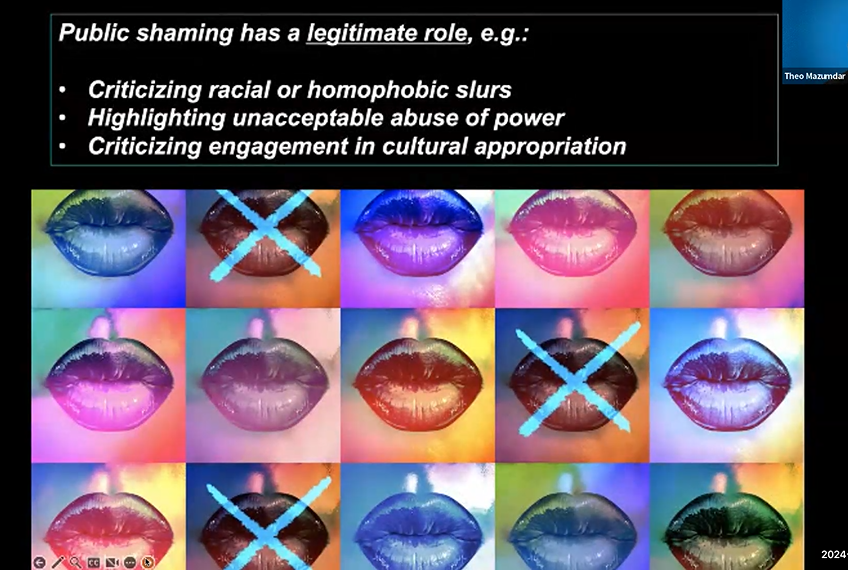 Public shaming has a legitimate role, e.g.:
• Criticizing racial or homophobic slurs
• Highlighting unacceptable abuse of power
• Criticizing engagement in cultural appropriation
Theo Mazumdar
2024-